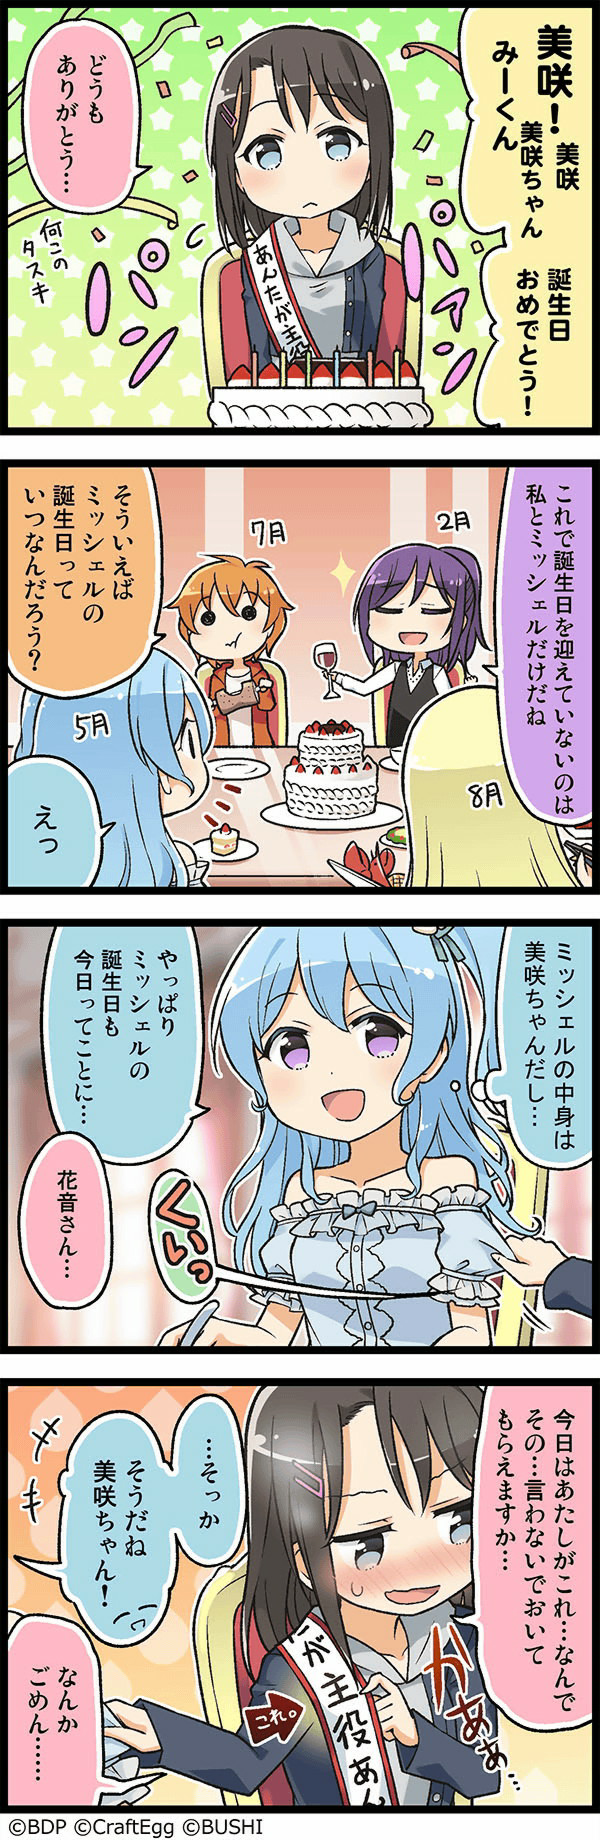 美咲！
みーくん
美咲
美咲ちゃん
誕生日
おめでとう！
どうも
ありがとう…
何この
タスキ
パン
パァン
あんたが主役
これで誕生日を迎えていないのは
私とミッシェルだけだね
2月
7月
そういえば
ミッシェルの
誕生日って
いつなんだろう？
5月
8月
えっ
ミッシェルの中身は
美咲ちゃんだし…
やっぱり
ミッシェルの
誕生日も
今日ってことに…
花音さん…
くいっ
今日はあたしがこれ…なんで
その…言わないでおいて
もらえますか…
…そっか
そうだね
美咲ちゃん！
かあぁ…
これ。
が主役あん
なんか
ごめん……
©BDP ©CraftEgg ©BUSHI